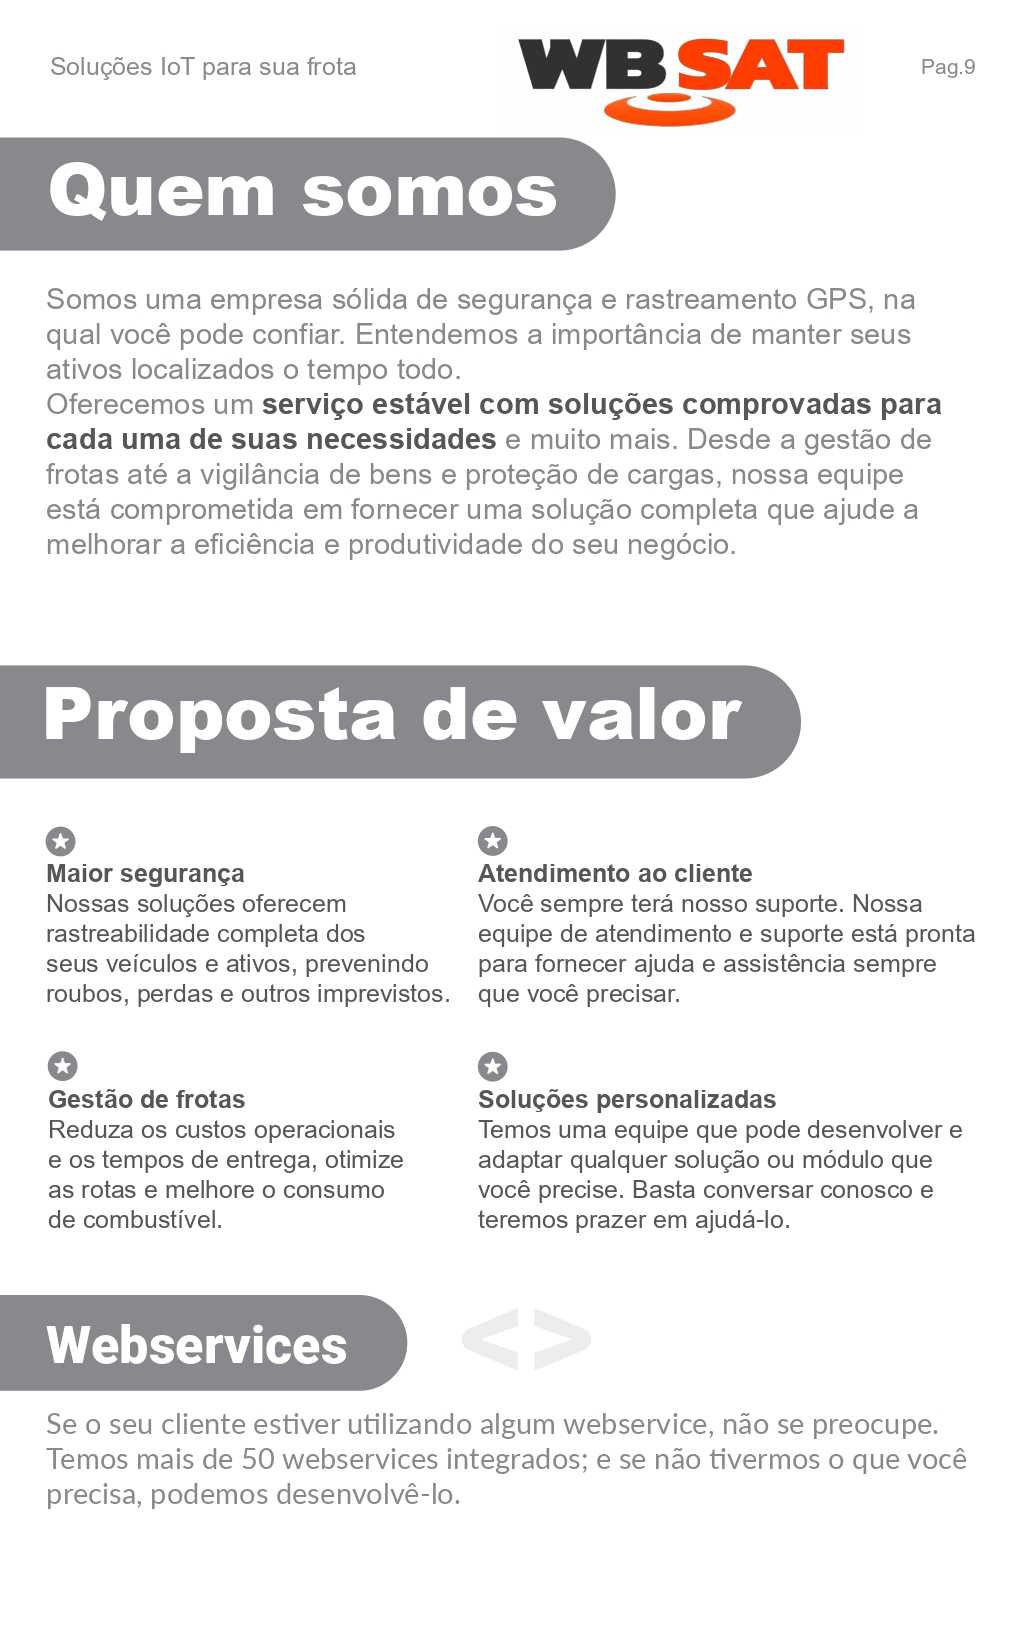 Soluções IoT para sua frota
WB SAT
Pag.9
Quem somos
Somos uma empresa sólida de segurança e rastreamento GPS, na
qual você pode confiar. Entendemos a importância de manter seus
ativos localizados o tempo todo.
Oferecemos um serviço estável com soluções comprovadas para
cada uma de suas necessidades e muito mais. Desde a gestão de
frotas até a vigilância de bens e proteção de cargas, nossa equipe
está comprometida em fornecer uma solução completa que ajude a
melhorar a eficiência e produtividade do seu negócio.
Proposta de valor
Maior segurança
Nossas soluções oferecem
rastreabilidade completa dos
seus veículos e ativos, prevenindo
roubos, perdas e outros imprevistos.
Atendimento ao cliente
Você sempre terá nosso suporte. Nossa
equipe de atendimento e suporte está pronta
para fornecer ajuda e assistência sempre
que você precisar.
Gestão de frotas
Reduza os custos operacionais
e os tempos de entrega, otimize
as rotas e melhore o consumo
de combustível.
Soluções personalizadas
Temos uma equipe que pode desenvolver e
adaptar qualquer solução ou módulo que
você precise. Basta conversar conosco e
teremos prazer em ajudá-lo.
Webservices
<>
Se o seu cliente estiver utilizando algum webservice, não se preocupe.
Temos mais de 50 webservices integrados; e se não tivermos o que você
precisa, podemos desenvolvê-lo.